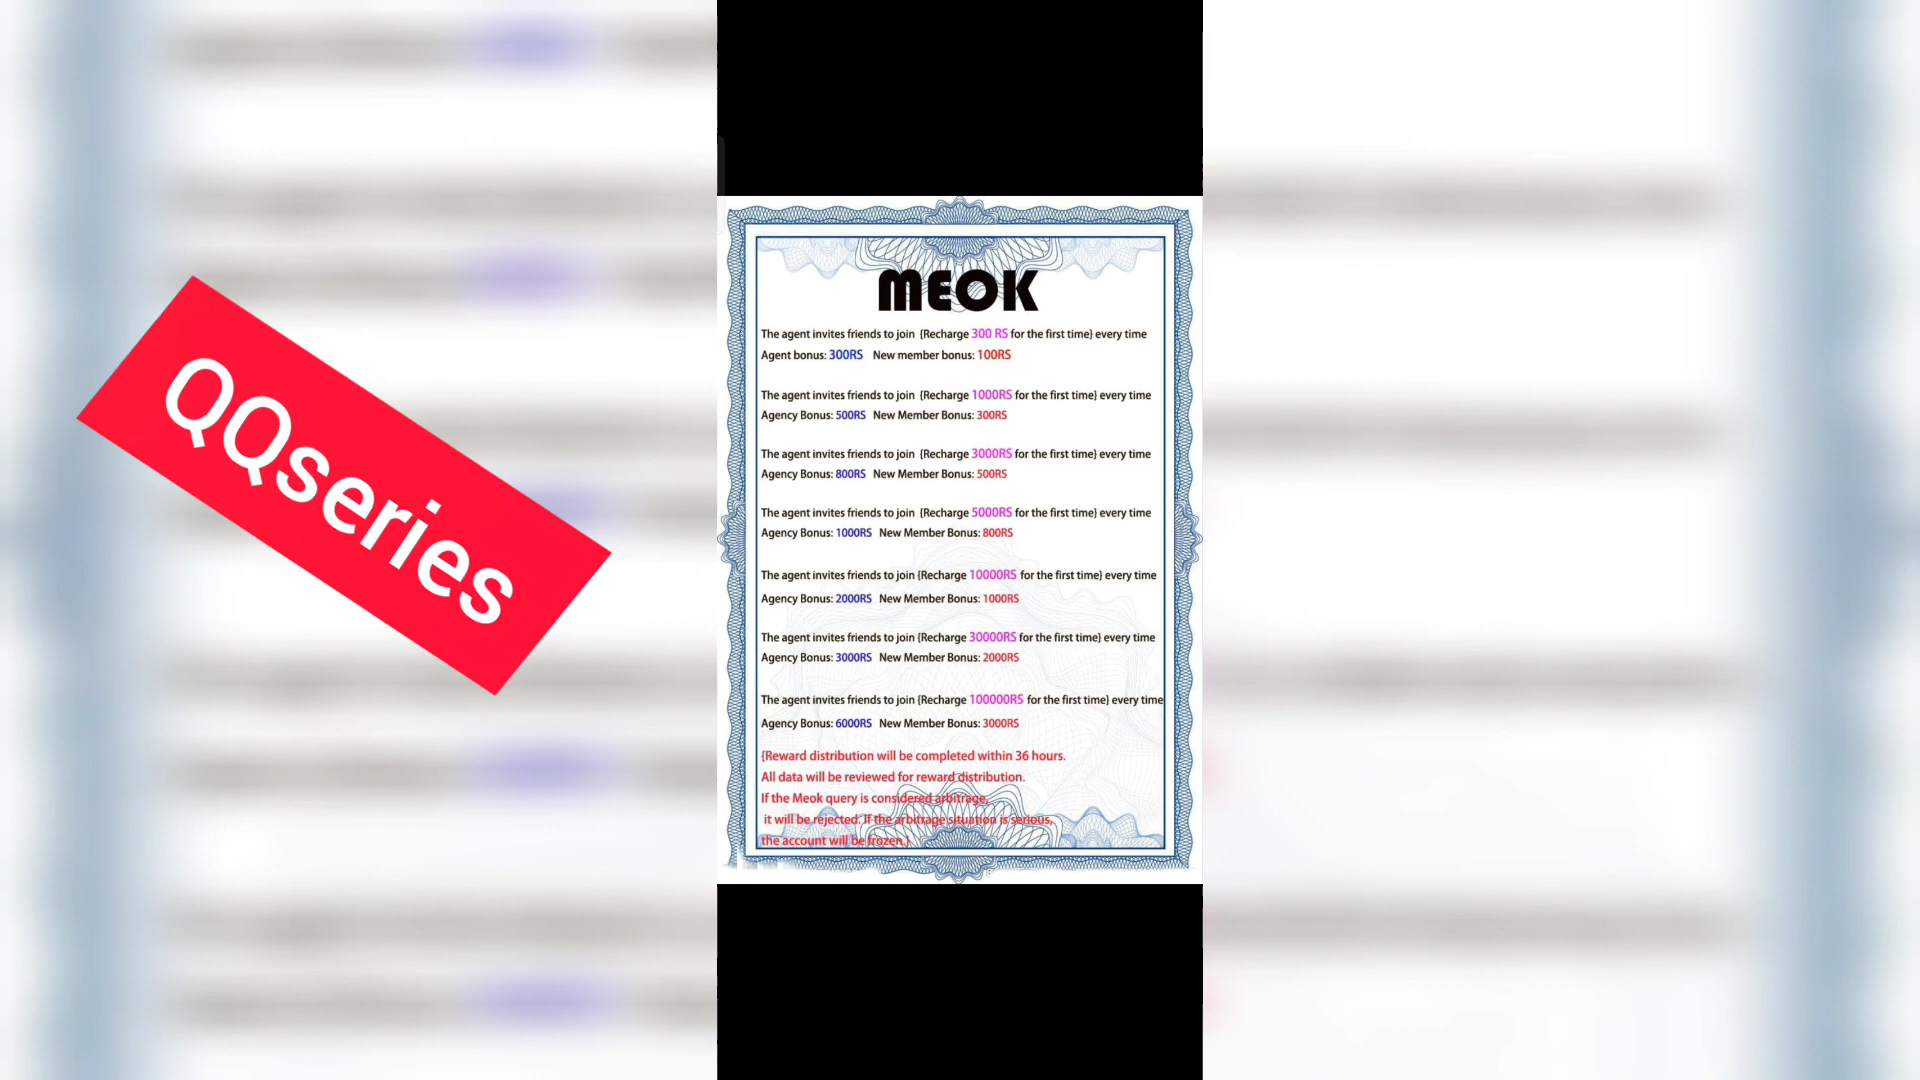 QQseries
MEOK
The agent invites friends to join {Recharge 300 RS for the first time} every time
Agent bonus: 300RS New member bonus: 100RS
The agent invites friends to join {Recharge 1000RS for the first time} every time
Agency Bonus: 500RS New Member Bonus: 300RS
The agent invites friends to join {Recharge 3000RS for the first time} every time
Agency Bonus: 800RS New Member Bonus: 500RS
The agent invites friends to join {Recharge 5000RS for the first time} every time
Agency Bonus: 1000RS New Member Bonus: 800RS
The agent invites friends to join {Recharge 10000RS for the first time} every time
Agency Bonus: 2000RS New Member Bonus: 1000RS
The agent invites friends to join {Recharge 30000RS for the first time} every time
Agency Bonus: 3000RS New Member Bonus: 2000RS
The agent invites friends to join {Recharge 100000RS for the first time} every time
Agency Bonus: 6000RS New Member Bonus: 3000RS
{Reward distribution will be completed within 36 hours.
All data will be reviewed for reward distribution.
If the Meok query is considered arbitrage,
it will be rejected. If the arbitrage situation is serious,
the account will be frozen.}